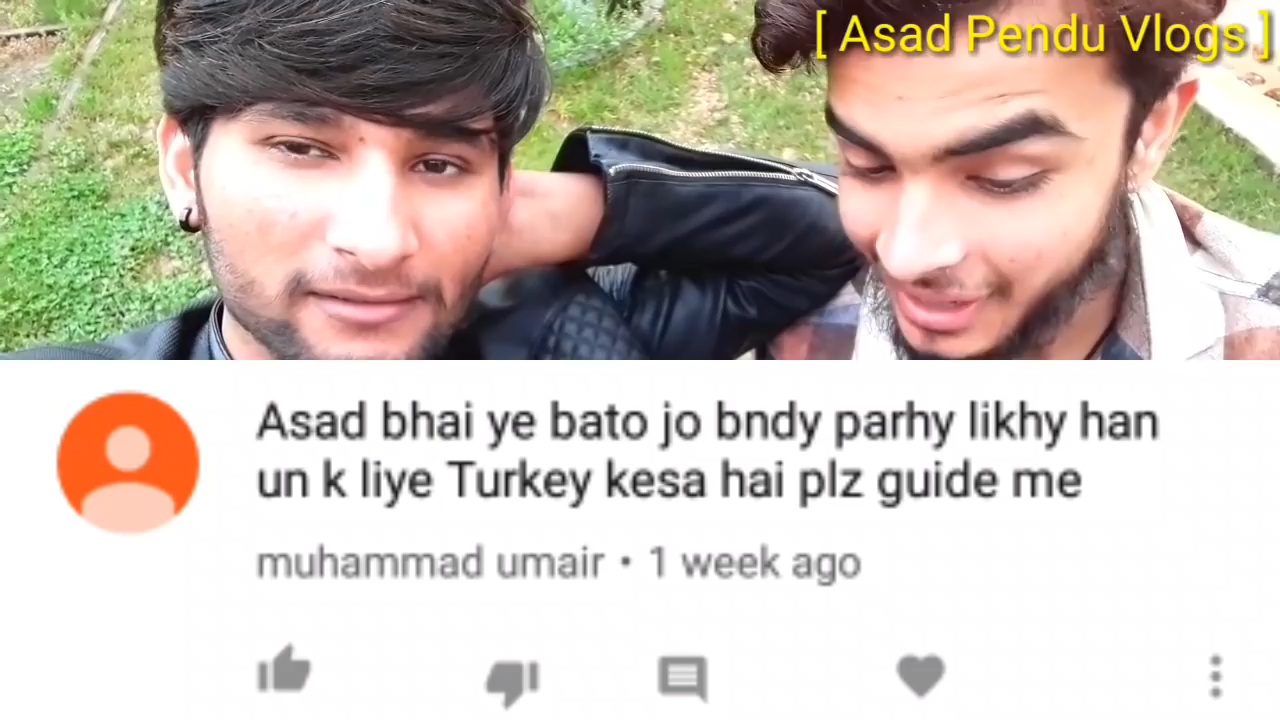 [ Asad Pendu Vlogs ]
Asad bhai ye bato jo bndy parhy likhy han
un k liye Turkey kesa hai plz guide me
muhammad umair • 1 week ago